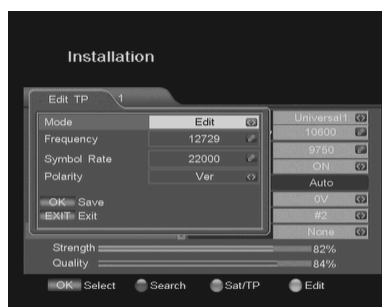 Installation
Edit TP 1
Mode Edit
Frequency 12729
Symbol Rate 22000
Polarity Ver
OK Save
EXIT Exit
Universal1
10600
9750
ON
Auto
0V
#2
None
Strength 82%
Quality 84%
OK Select Search Sat/TP Edit